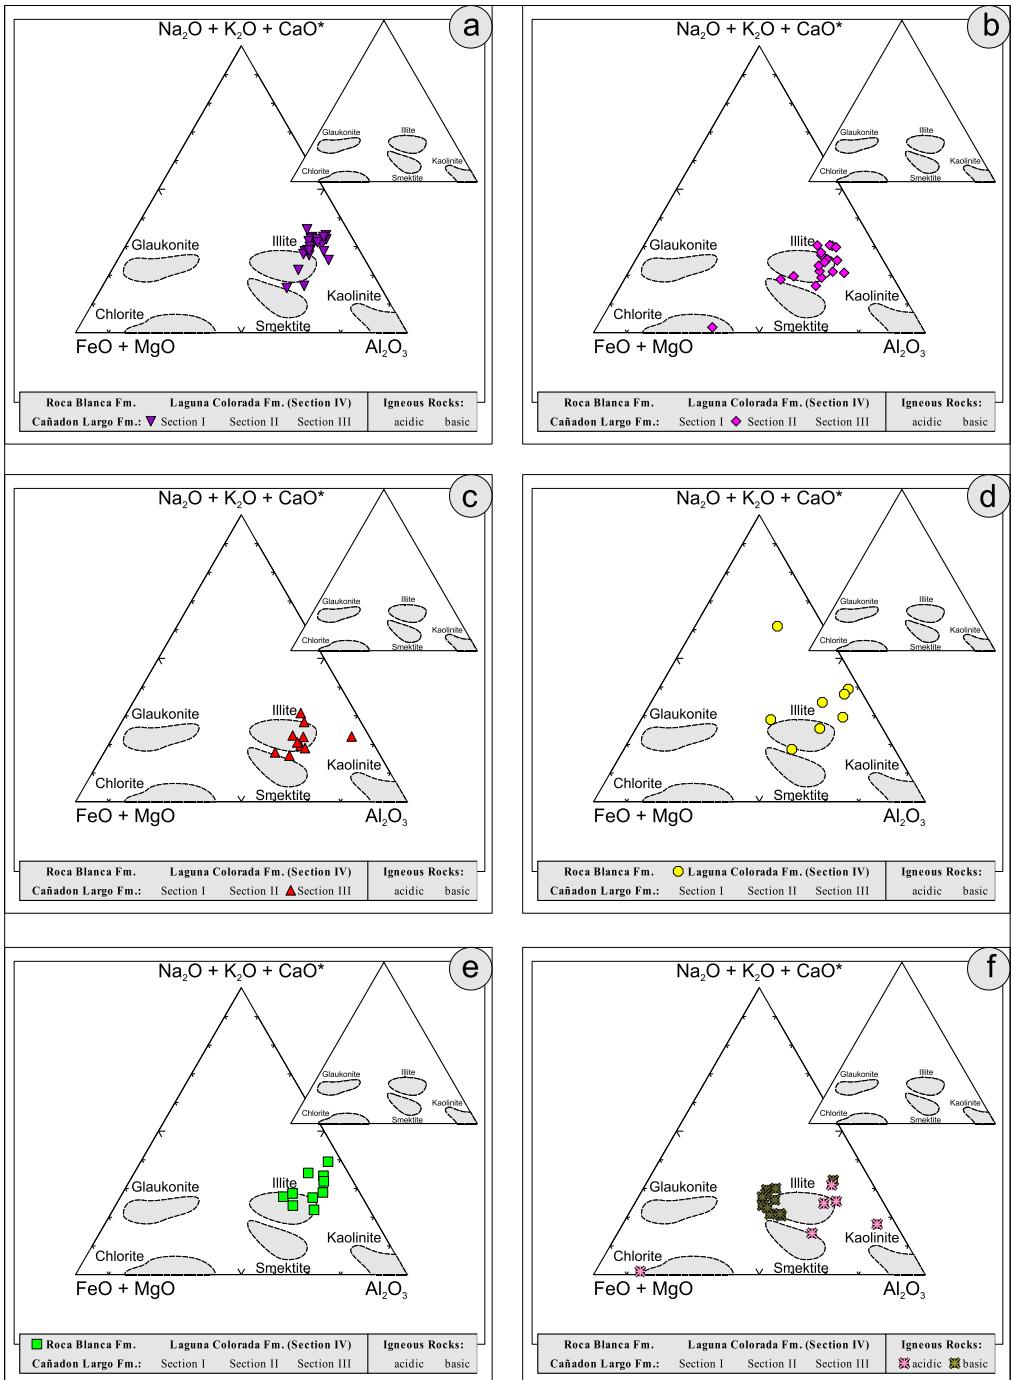 a
Na₂O + K₂O + CaO*
Glaukonite
Illite
Chlorite
Smektite
Kaolinite
Illite
Glaukonite
Kaolinite
Chlorite
Smektite
FeO + MgO
Al₂O₃
Roca Blanca Fm. Laguna Colorada Fm. (Section IV) Igneous Rocks:
Cañadon Largo Fm.: Section I Section II Section III acidic basic
b
Na₂O + K₂O + CaO*
Glaukonite
Illite
Chlorite
Smektite
Kaolinite
Illite
Glaukonite
Kaolinite
Chlorite
Smektite
FeO + MgO
Al₂O₃
Roca Blanca Fm. Laguna Colorada Fm. (Section IV) Igneous Rocks:
Cañadon Largo Fm.: Section I Section II Section III acidic basic
c
Na₂O + K₂O + CaO*
Glaukonite
Illite
Chlorite
Smektite
Kaolinite
Illite
Glaukonite
Kaolinite
Chlorite
Smektite
FeO + MgO
Al₂O₃
Roca Blanca Fm. Laguna Colorada Fm. (Section IV) Igneous Rocks:
Cañadon Largo Fm.: Section I Section II Section III acidic basic
d
Na₂O + K₂O + CaO*
Glaukonite
Illite
Chlorite
Smektite
Kaolinite
Illite
Glaukonite
Kaolinite
Chlorite
Smektite
FeO + MgO
Al₂O₃
Roca Blanca Fm. Laguna Colorada Fm. (Section IV) Igneous Rocks:
Cañadon Largo Fm.: Section I Section II Section III acidic basic
e
Na₂O + K₂O + CaO*
Glaukonite
Illite
Chlorite
Smektite
Kaolinite
Illite
Glaukonite
Kaolinite
Chlorite
Smektite
FeO + MgO
Al₂O₃
Roca Blanca Fm. Laguna Colorada Fm. (Section IV) Igneous Rocks:
Cañadon Largo Fm.: Section I Section II Section III acidic basic
f
Na₂O + K₂O + CaO*
Glaukonite
Illite
Chlorite
Smektite
Kaolinite
Illite
Glaukonite
Kaolinite
Chlorite
Smektite
FeO + MgO
Al₂O₃
Roca Blanca Fm. Laguna Colorada Fm. (Section IV) Igneous Rocks:
Cañadon Largo Fm.: Section I Section II Section III acidic basic